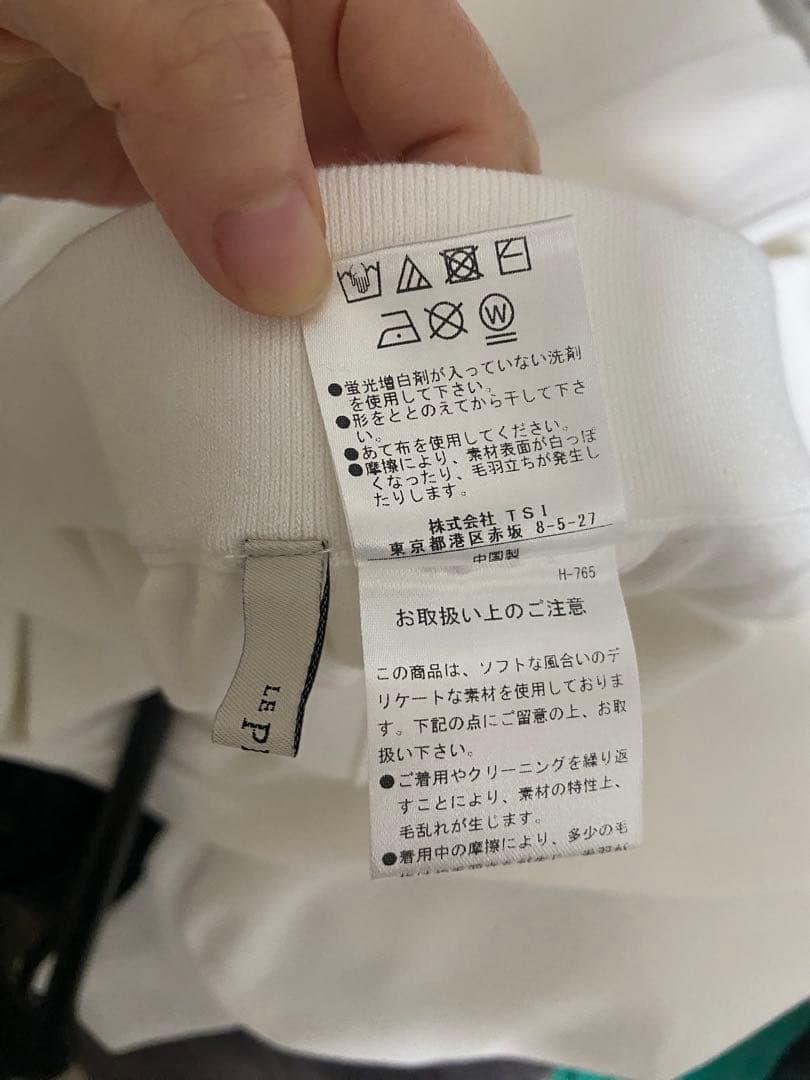 W
●蛍光増白剤が入っていない洗剤
を使用して下さい。
●形をととのえてから干して下さ
い。
●あて布を使用してください。
●摩擦により、素材表面が白っぽ
くなったり、毛羽立ちが発生し
たりします。
株式会社 TSI
東京都港区赤坂 8-5-27
中国製
H-765
お取扱い上のご注意
この商品は、ソフトな風合いのデ
リケートな素材を使用しておりま
す。下記の点にご留意の上、お取
扱い下さい。
●ご着用やクリーニングを繰り返
すことにより、素材の特性上、
毛乱れが生じます。
●着用中の摩擦により、多少の毛
LE